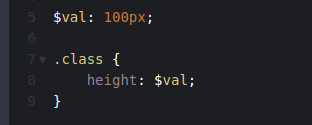 5 $val: 100px;
6
7 .class {
8     height: $val;
9 }